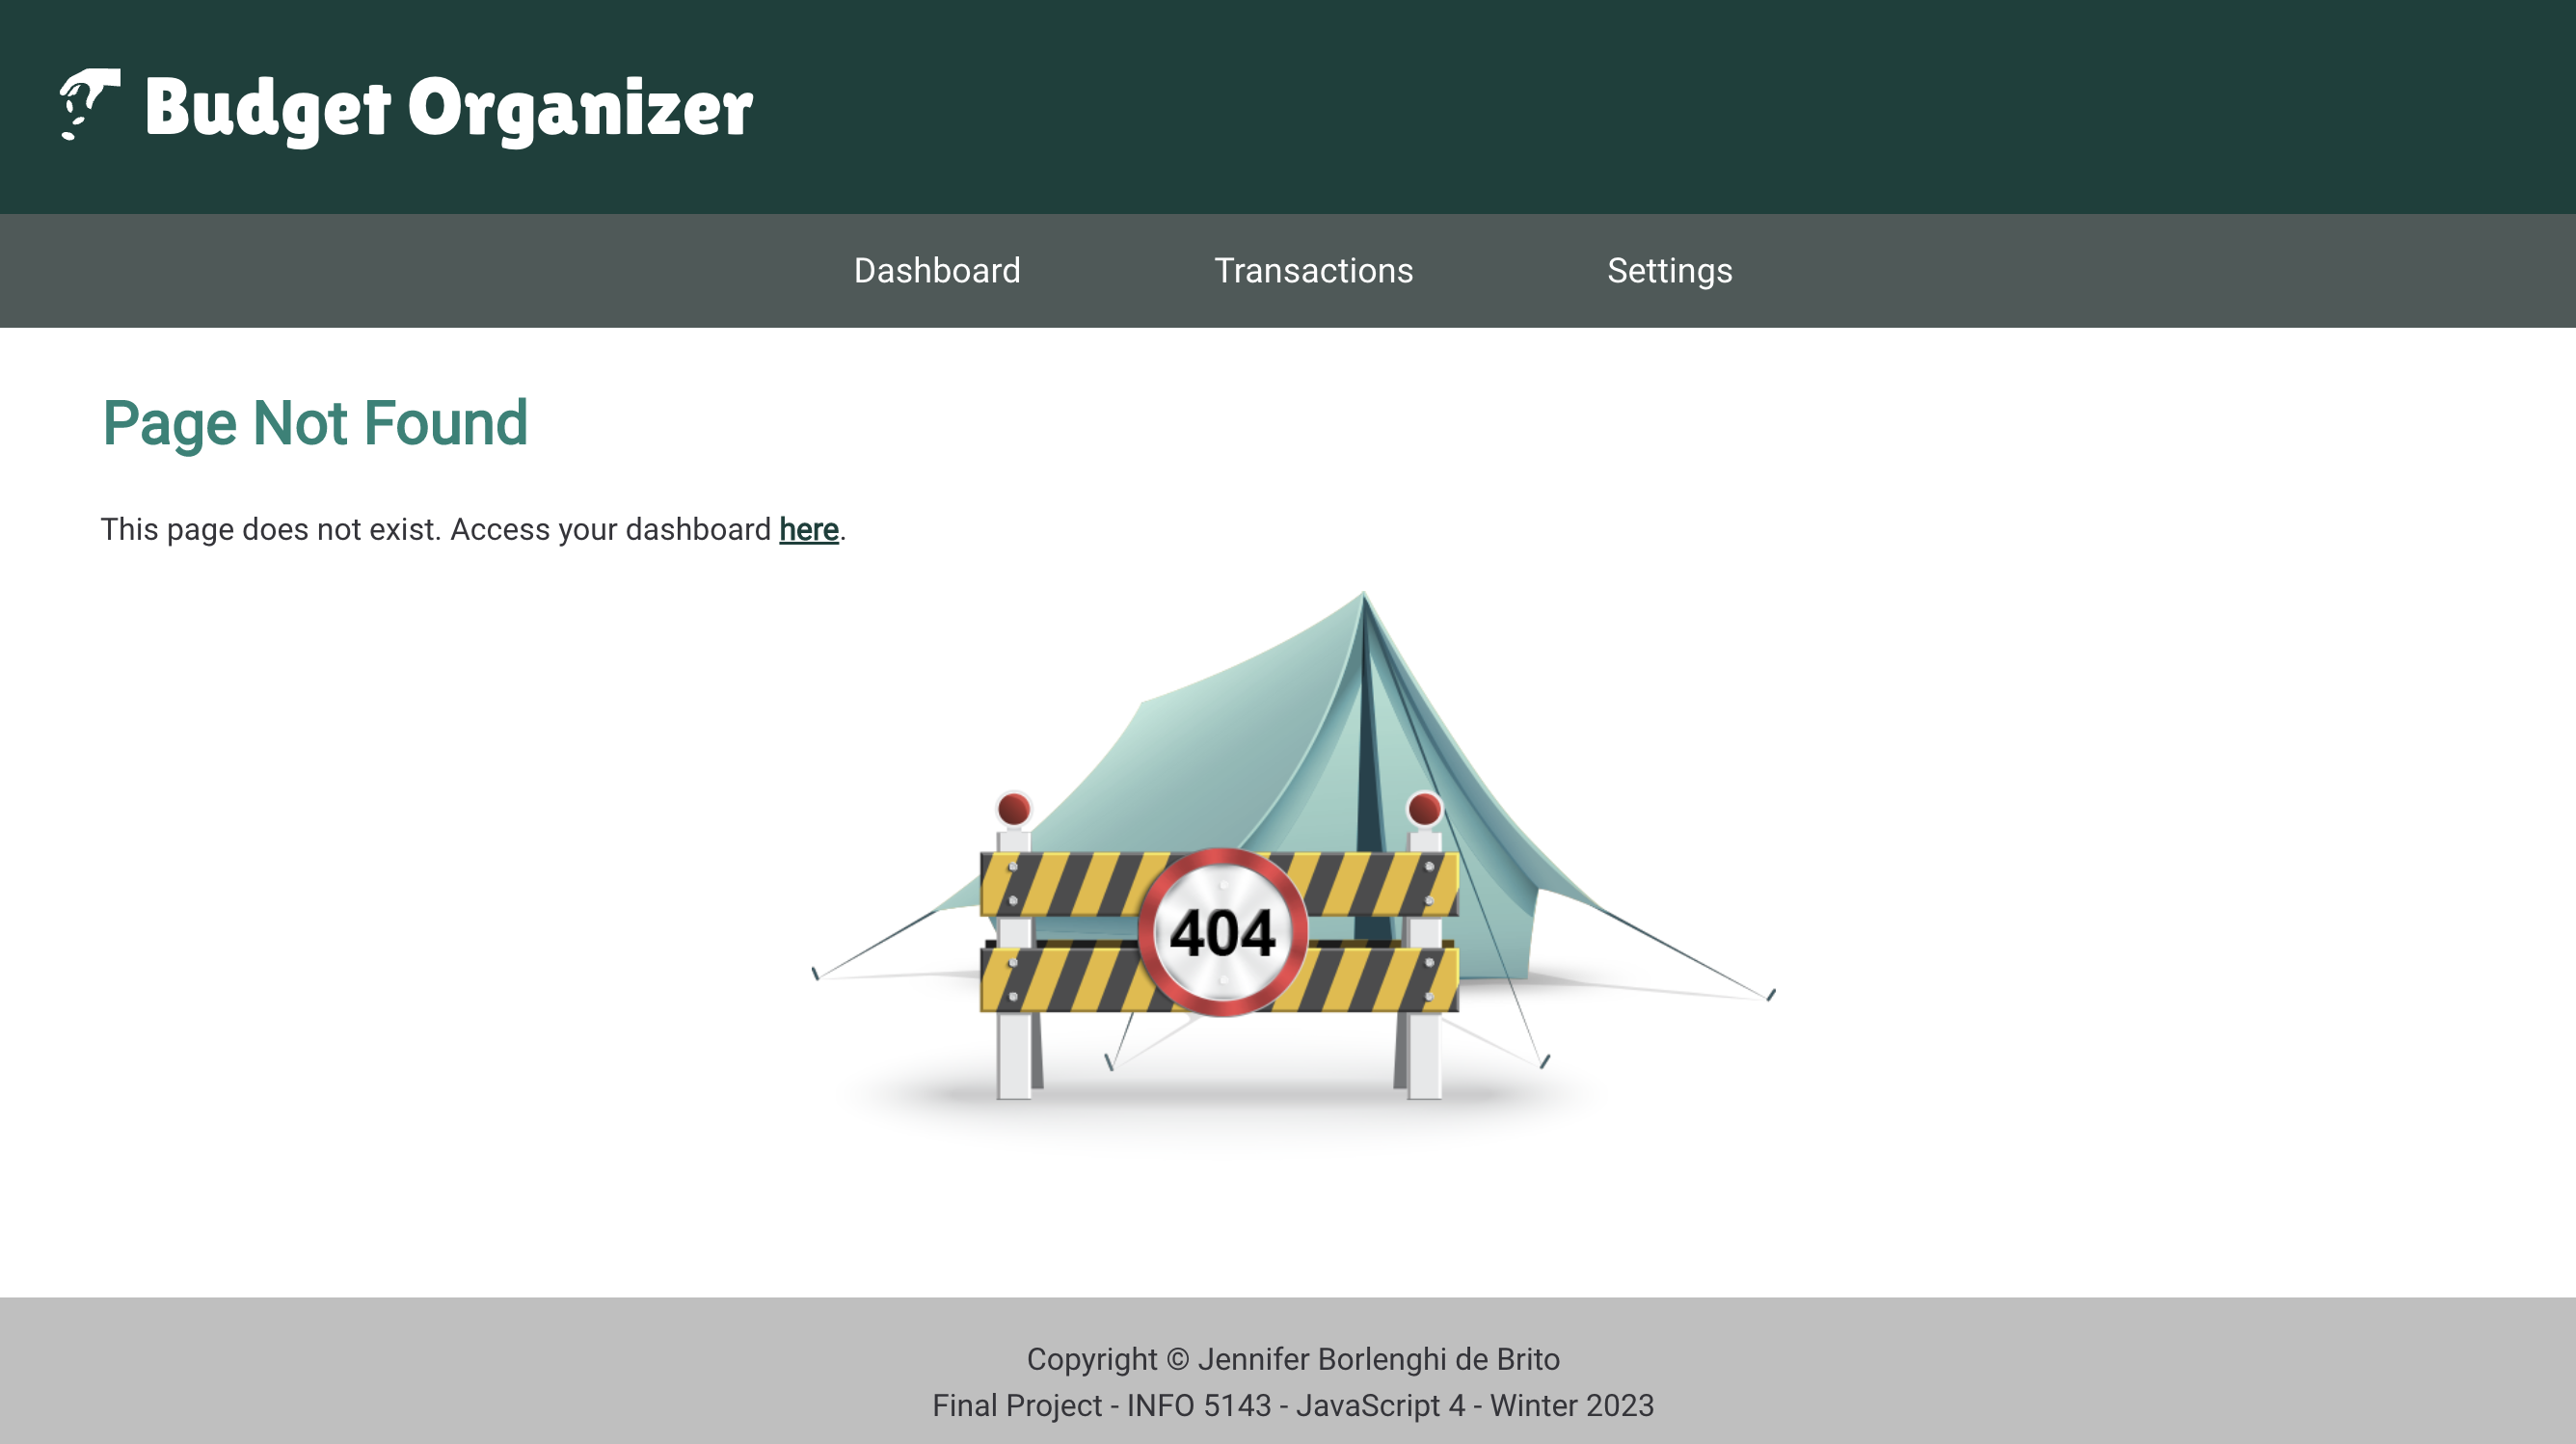 Budget Organizer
Dashboard Transactions Settings
Page Not Found
This page does not exist. Access your dashboard here.
404
Copyright © Jennifer Borlenghi de Brito
Final Project - INFO 5143 - JavaScript 4 - Winter 2023